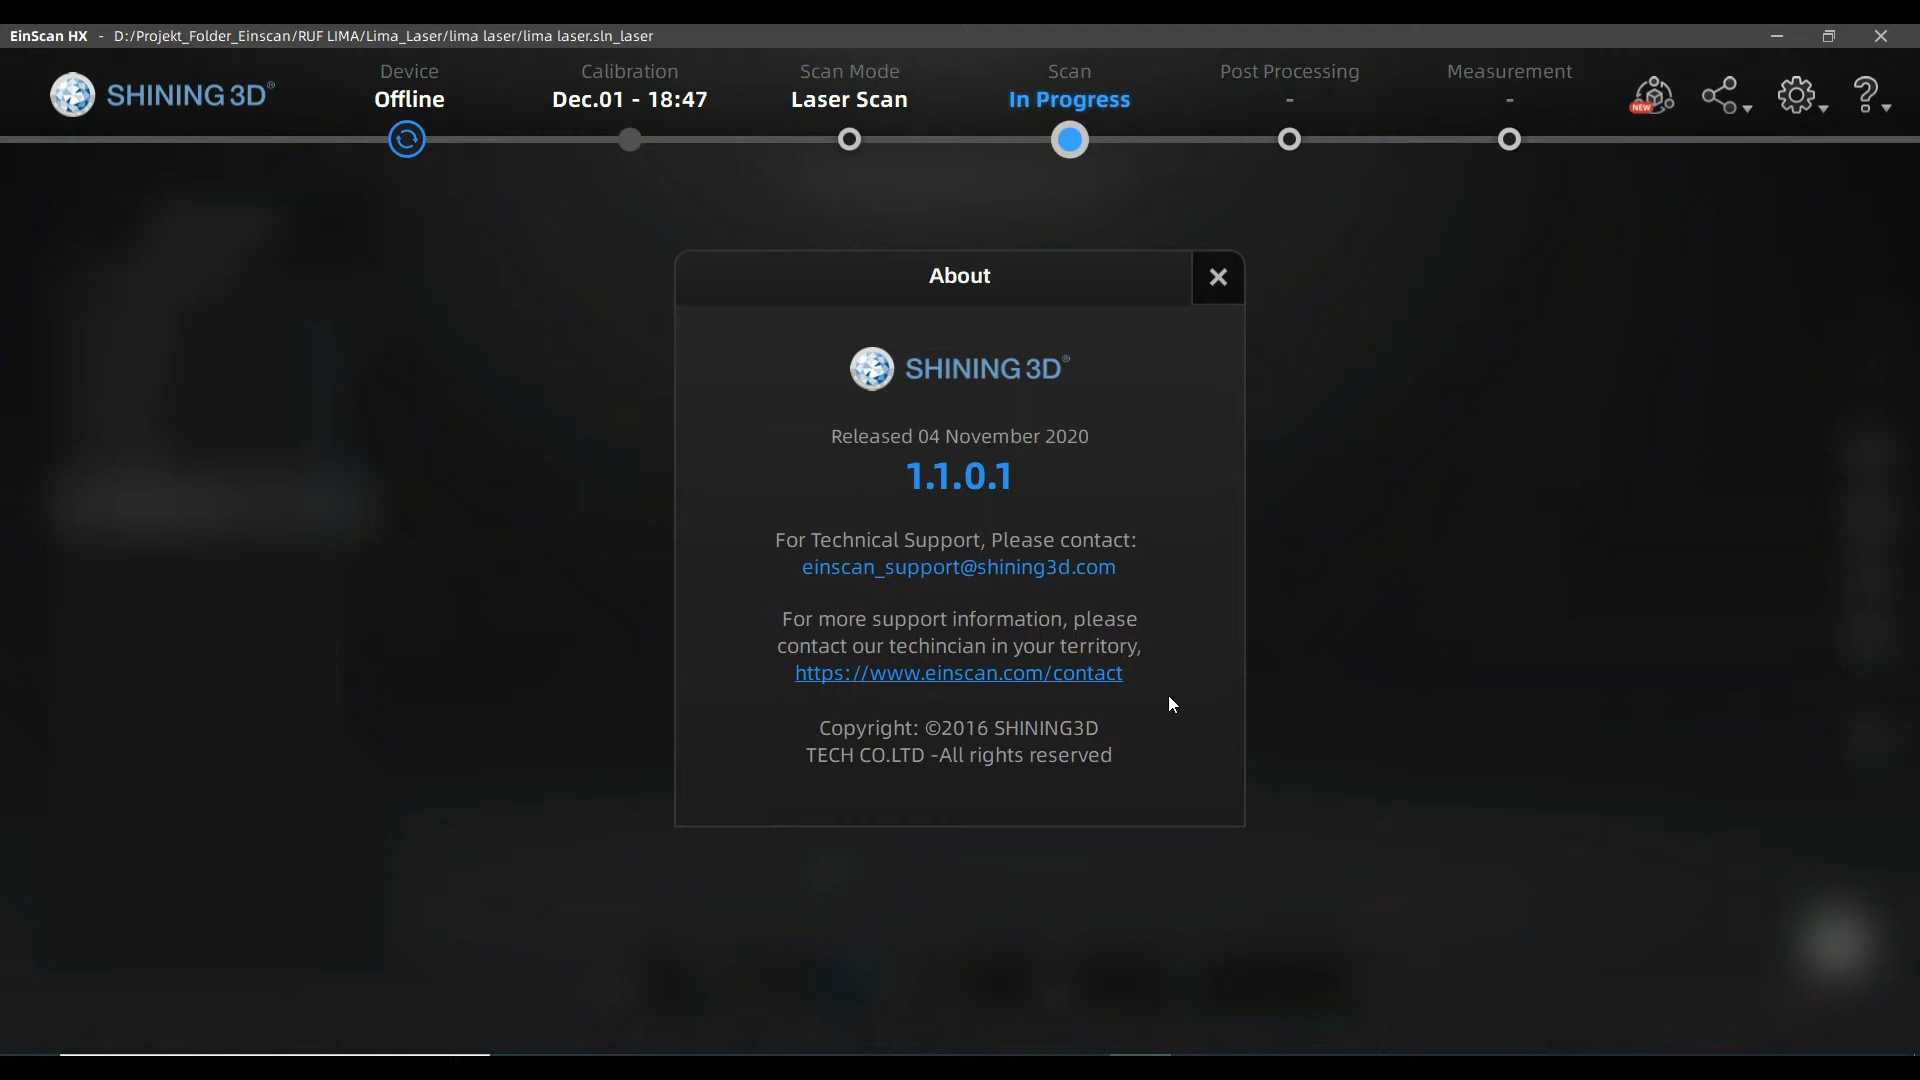 EinScan HX - D:/Projekt_Folder_Einscan/RUF LIMA/Lima_Laser/lima laser/lima laser.sln_laser
SHINING 3D®
Device
Offline
Calibration
Dec.01 - 18:47
Scan Mode
Laser Scan
Scan
In Progress
Post Processing
-
Measurement
-
NEW
About
SHINING 3D®
Released 04 November 2020
1.1.0.1
For Technical Support, Please contact:
einscan_support@shining3d.com
For more support information, please
contact our techincian in your territory,
https://www.einscan.com/contact
Copyright: ©2016 SHINING3D
TECH CO.LTD -All rights reserved